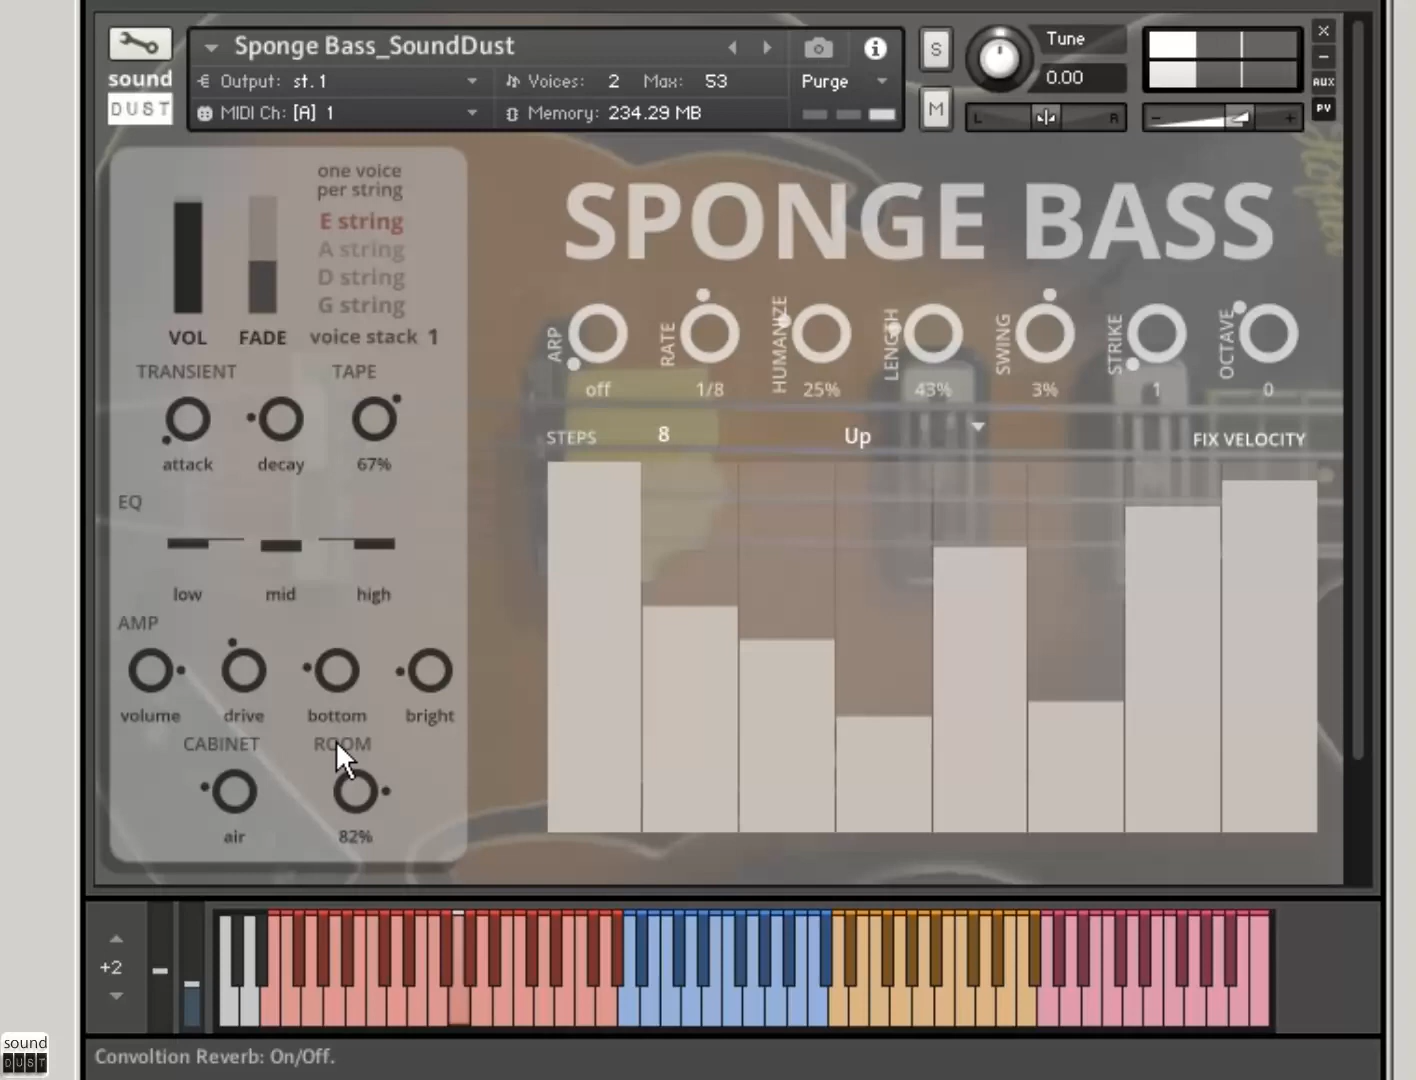 Sponge Bass_SoundDust
sound
DUST
Output: st. 1
Voices: 2 Max: 53
Purge
MIDI Ch: [A] 1
Memory: 234.29 MB
S
M
Tune
0.00
L
R
X
AUX
PV
one voice
per string
E string
A string
D string
G string
VOL
FADE
voice stack 1
TRANSIENT
TAPE
attack
decay
67%
EQ
low
mid
high
AMP
volume
drive
bottom
bright
CABINET
ROOM
air
82%
SPONGE BASS
ARP
off
RATE
1/8
HUMANIZE
25%
LENGTH
43%
SWING
3%
STRIKE
1
OCTAVE
0
STEPS
8
Up
FIX VELOCITY
+2
sound
DUST
Convoltion Reverb: On/Off.